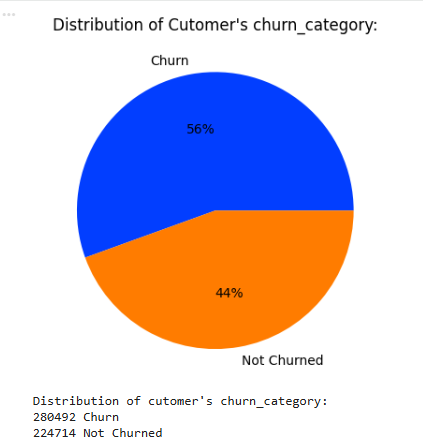 Distribution of Cutomer's churn_category:
Churn
56%
44%
Not Churned
Distribution of cutomer's churn_category:
280492 Churn
224714 Not Churned